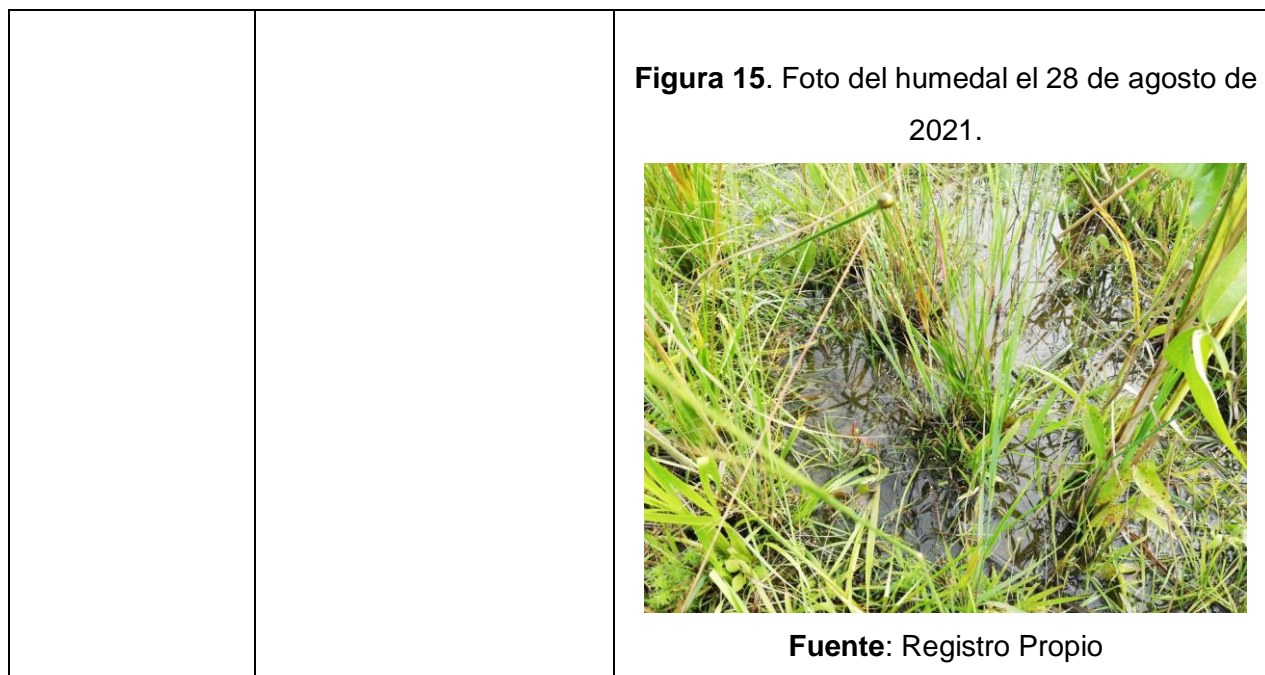 Figura 15. Foto del humedal el 28 de agosto de
2021.
Fuente: Registro Propio